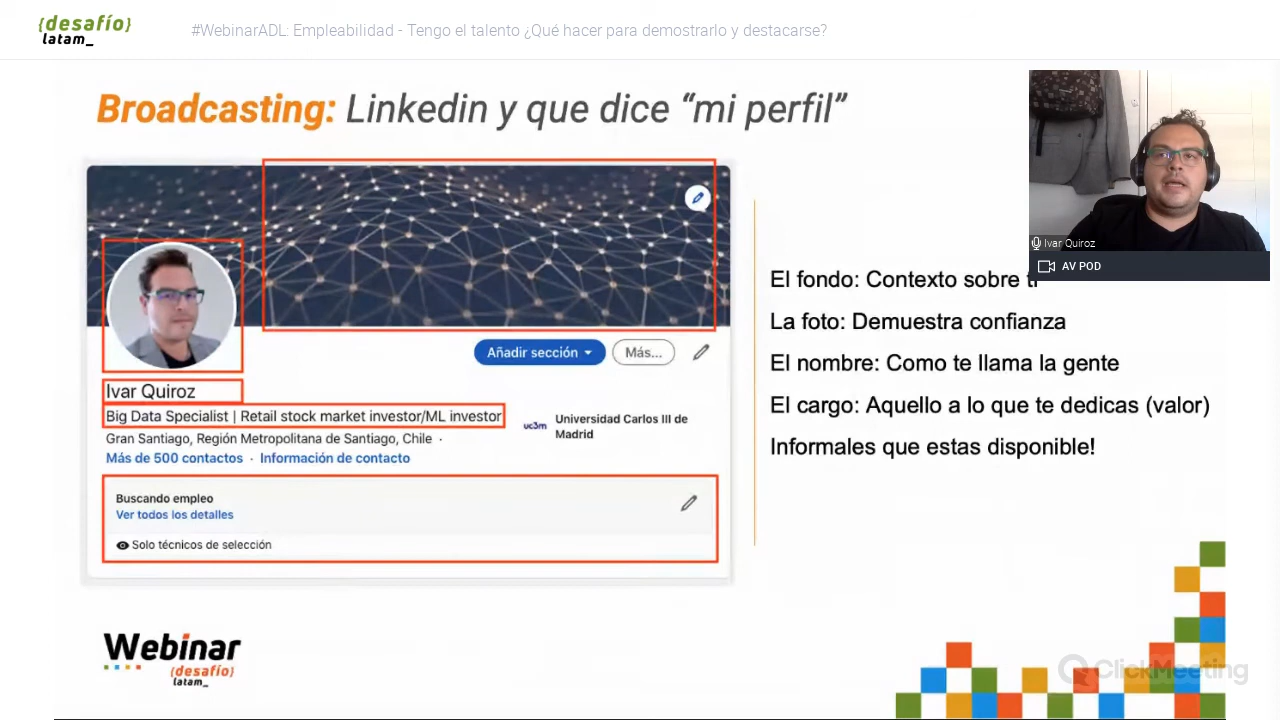 {desafío}
latam_
#WebinarADL: Empleabilidad - Tengo el talento ¿Qué hacer para demostrarlo y destacarse?
Broadcasting: Linkedin y que dice “mi perfil”
Ivar Quiroz
AV POD
Añadir sección
Más...
Ivar Quiroz
Big Data Specialist | Retail stock market investor/ML investor
Gran Santiago, Región Metropolitana de Santiago, Chile ·
Más de 500 contactos · Información de contacto
uc3m
Universidad Carlos III de
Madrid
Buscando empleo
Ver todos los detalles
Solo técnicos de selección
El fondo: Contexto sobre ti
La foto: Demuestra confianza
El nombre: Como te llama la gente
El cargo: Aquello a lo que te dedicas (valor)
Informales que estas disponible!
Webinar
{desafío}
latam_
ClickMeeting